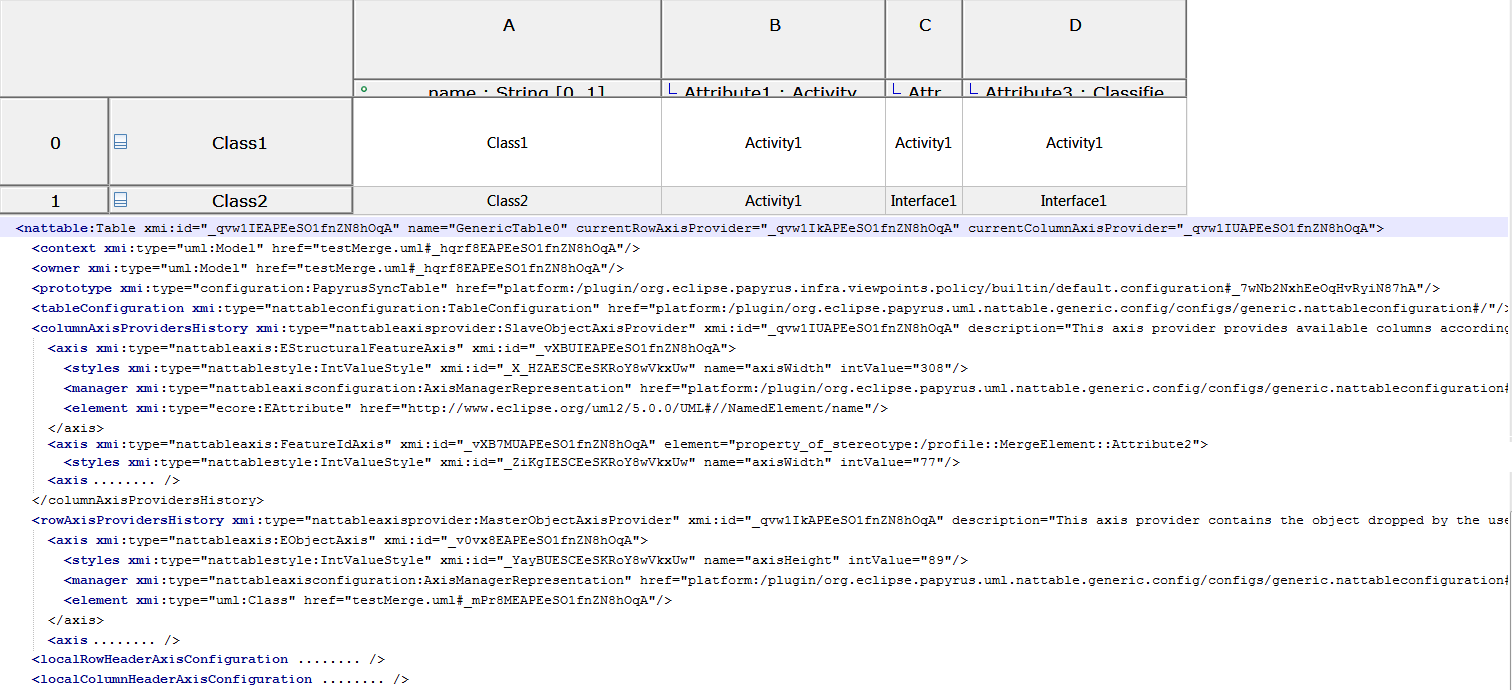 A B C D
name : String [0..1] Attribute1 : Activity Attr Attribute3 : Classifie
0 Class1 Class1 Activity1 Activity1 Activity1
1 Class2 Class2 Activity1 Interface1 Interface1
<nattable:Table xmi:id="_qvw1IEAPEeSO1fnZN8hOqA" name="GenericTable0" currentRowAxisProvider="_qvw1IkAPEeSO1fnZN8hOqA" currentColumnAxisProvider="_qvw1IUAPEeSO1fnZN8hOqA">
<context xmi:type="uml:Model" href="testMerge.uml#_hqrf8EAPEeSO1fnZN8hOqA"/>
<owner xmi:type="uml:Model" href="testMerge.uml#_hqrf8EAPEeSO1fnZN8hOqA"/>
<prototype xmi:type="configuration:PapyrusSyncTable" href="platform:/plugin/org.eclipse.papyrus.infra.viewpoints.policy/builtin/default.configuration#_7wNb2NxhEeOqHvRyiN87hA"/>
<tableConfiguration xmi:type="nattableconfiguration:TableConfiguration" href="platform:/plugin/org.eclipse.papyrus.uml.nattable.generic.config/configs/generic.nattableconfiguration#/"/>
<columnAxisProvidersHistory xmi:type="nattableaxisprovider:SlaveObjectAxisProvider" xmi:id="_qvw1IUAPEeSO1fnZN8hOqA" description="This axis provider provides available columns according
<axis xmi:type="nattableaxis:EStructuralFeatureAxis" xmi:id="_vXBUIEAPEeSO1fnZN8hOqA">
<styles xmi:type="nattablestyle:IntValueStyle" xmi:id="_X_HZAESCEeSKRoY8wVkxUw" name="axisWidth" intValue="308"/>
<manager xmi:type="nattableaxisconfiguration:AxisManagerRepresentation" href="platform:/plugin/org.eclipse.papyrus.uml.nattable.generic.config/configs/generic.nattableconfiguration#
<element xmi:type="ecore:EAttribute" href="http://www.eclipse.org/uml2/5.0.0/UML#//NamedElement/name"/>
</axis>
<axis xmi:type="nattableaxis:FeatureIdAxis" xmi:id="_vXB7MUAPEeSO1fnZN8hOqA" element="property_of_stereotype:/profile::MergeElement::Attribute2">
<styles xmi:type="nattablestyle:IntValueStyle" xmi:id="_ZiKgIESCEeSKRoY8wVkxUw" name="axisWidth" intValue="77"/>
<axis ........ />
</columnAxisProvidersHistory>
<rowAxisProvidersHistory xmi:type="nattableaxisprovider:MasterObjectAxisProvider" xmi:id="_qvw1IkAPEeSO1fnZN8hOqA" description="This axis provider contains the object dropped by the use
<axis xmi:type="nattableaxis:EObjectAxis" xmi:id="_v0vx8EAPEeSO1fnZN8hOqA">
<styles xmi:type="nattablestyle:IntValueStyle" xmi:id="_YayBUESCEeSKRoY8wVkxUw" name="axisHeight" intValue="89"/>
<manager xmi:type="nattableaxisconfiguration:AxisManagerRepresentation" href="platform:/plugin/org.eclipse.papyrus.uml.nattable.generic.config/configs/generic.nattableconfiguration#
<element xmi:type="uml:Class" href="testMerge.uml#_mPr8MEAPEeSO1fnZN8hOqA"/>
</axis>
<axis ........ />
<localRowHeaderAxisConfiguration ........ />
<localColumnHeaderAxisConfiguration ........ />